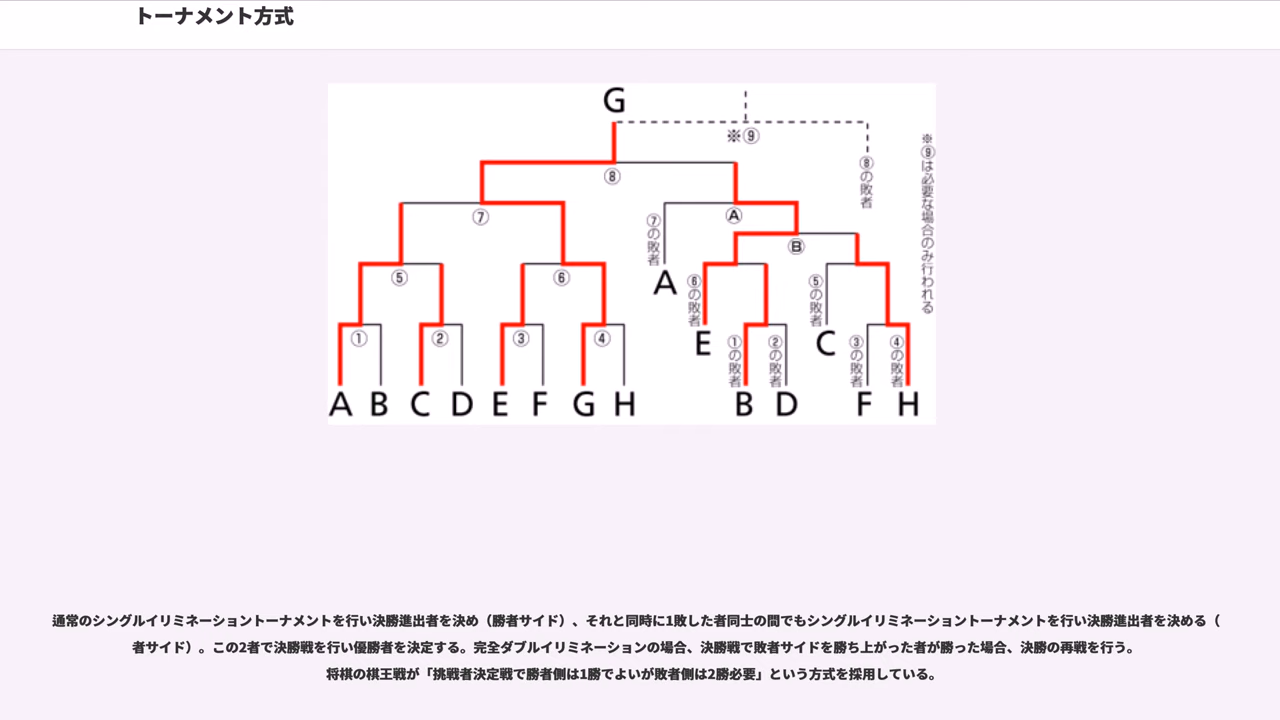 トーナメント方式
G
※⑨
⑧
⑧の敗者
※⑨は必要な場合のみ行われる
⑦
Ⓐ
⑦の敗者
Ⓑ
A
⑤
⑥
⑥の敗者
⑤の敗者
E
C
①
②
③
④
①の敗者
②の敗者
③の敗者
④の敗者
A B C D E F G H B D F H
通常のシングルイリミネーショントーナメントを行い決勝進出者を決め（勝者サイド）、それと同時に1敗した者同士の間でもシングルイリミネーショントーナメントを行い決勝進出者を決める（
者サイド）。この2者で決勝戦を行い優勝者を決定する。完全ダブルイリミネーションの場合、決勝戦で敗者サイドを勝ち上がった者が勝った場合、決勝の再戦を行う。
将棋の棋王戦が「挑戦者決定戦で勝者側は1勝でよいが敗者側は2勝必要」という方式を採用している。